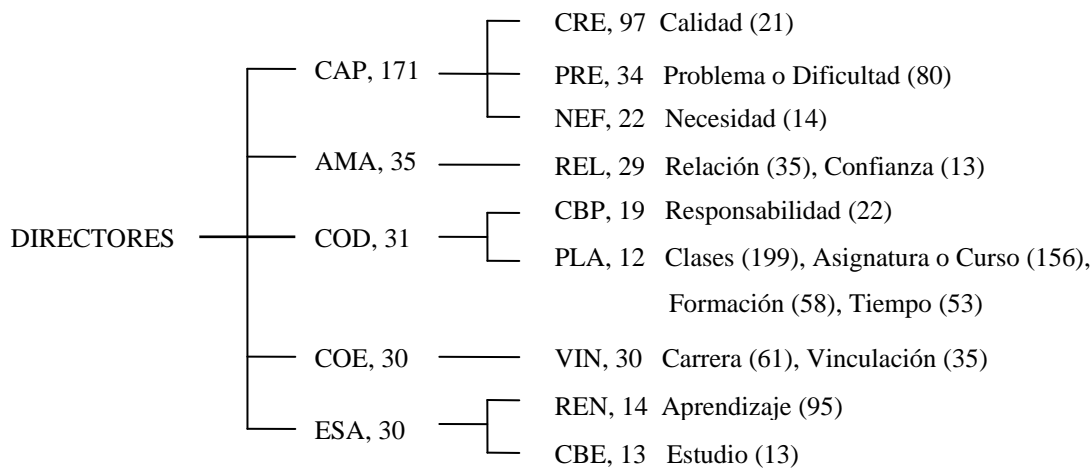 CRE, 97 Calidad (21)
CAP, 171
PRE, 34 Problema o Dificultad (80)
NEF, 22 Necesidad (14)
AMA, 35
REL, 29 Relación (35), Confianza (13)
CBP, 19 Responsabilidad (22)
DIRECTORES
COD, 31
PLA, 12 Clases (199), Asignatura o Curso (156),
Formación (58), Tiempo (53)
COE, 30
VIN, 30 Carrera (61), Vinculación (35)
REN, 14 Aprendizaje (95)
ESA, 30
CBE, 13 Estudio (13)